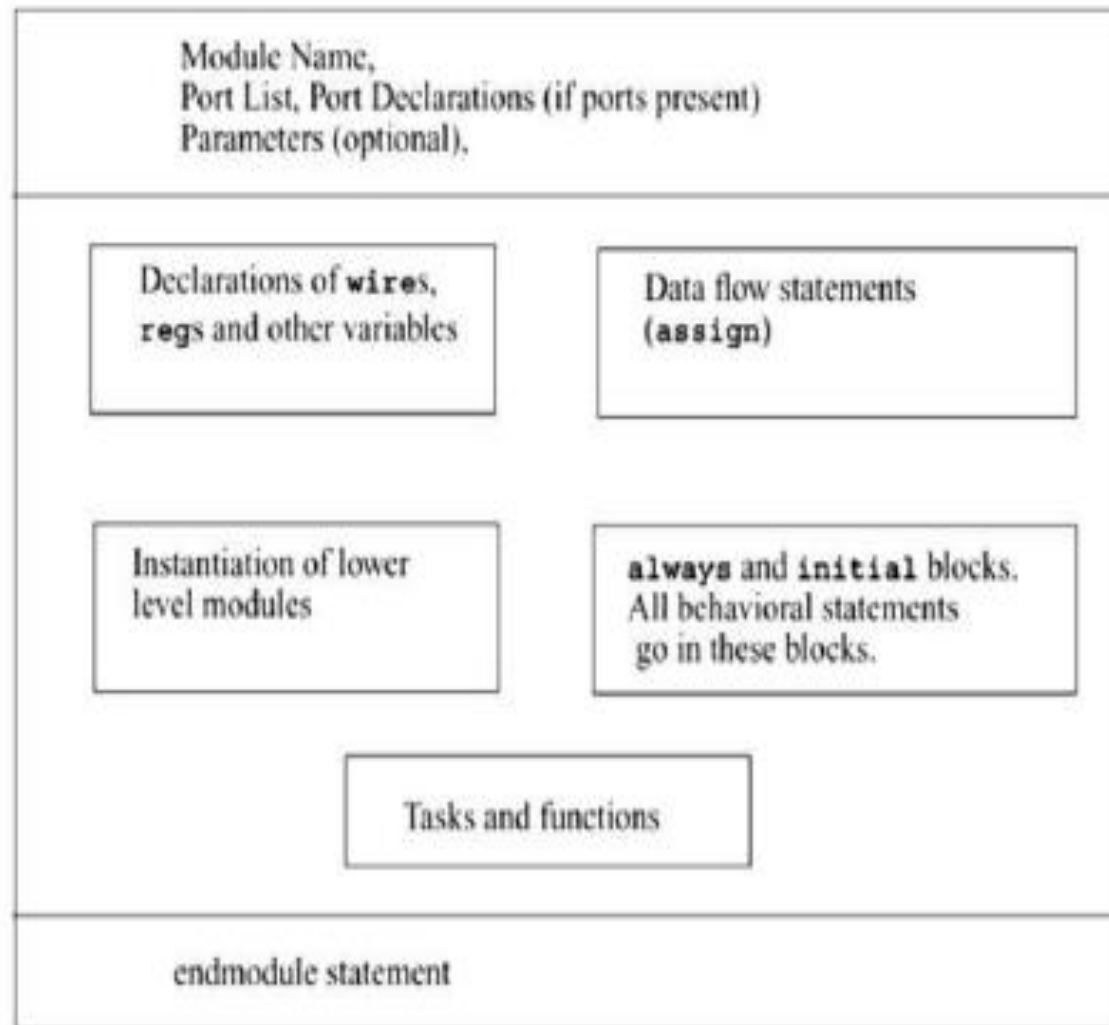 Module Name,
Port List, Port Declarations (if ports present)
Parameters (optional),
Declarations of wires,
regs and other variables
Data flow statements
(assign)
Instantiation of lower
level modules
always and initial blocks.
All behavioral statements
go in these blocks.
Tasks and functions
endmodule statement